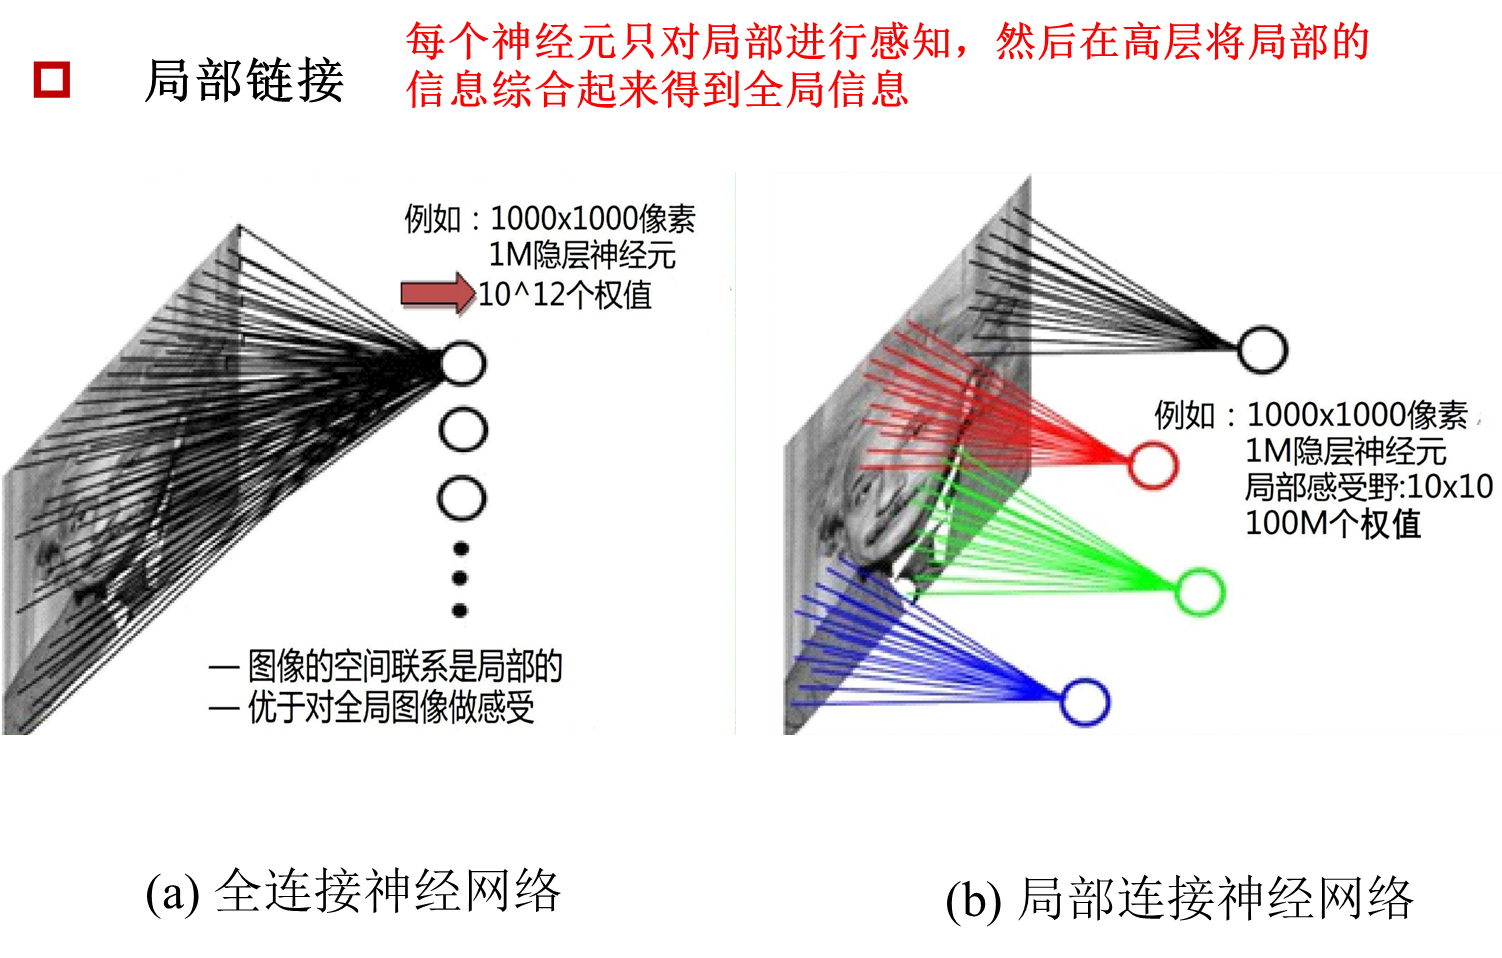 局部链接
每个神经元只对局部进行感知，然后在高层将局部的
信息综合起来得到全局信息
例如：1000x1000像素
1M隐层神经元
10^12个权值
— 图像的空间联系是局部的
— 优于对全局图像做感受
例如：1000x1000像素
1M隐层神经元
局部感受野:10x10
100M个权值
(a) 全连接神经网络
(b) 局部连接神经网络